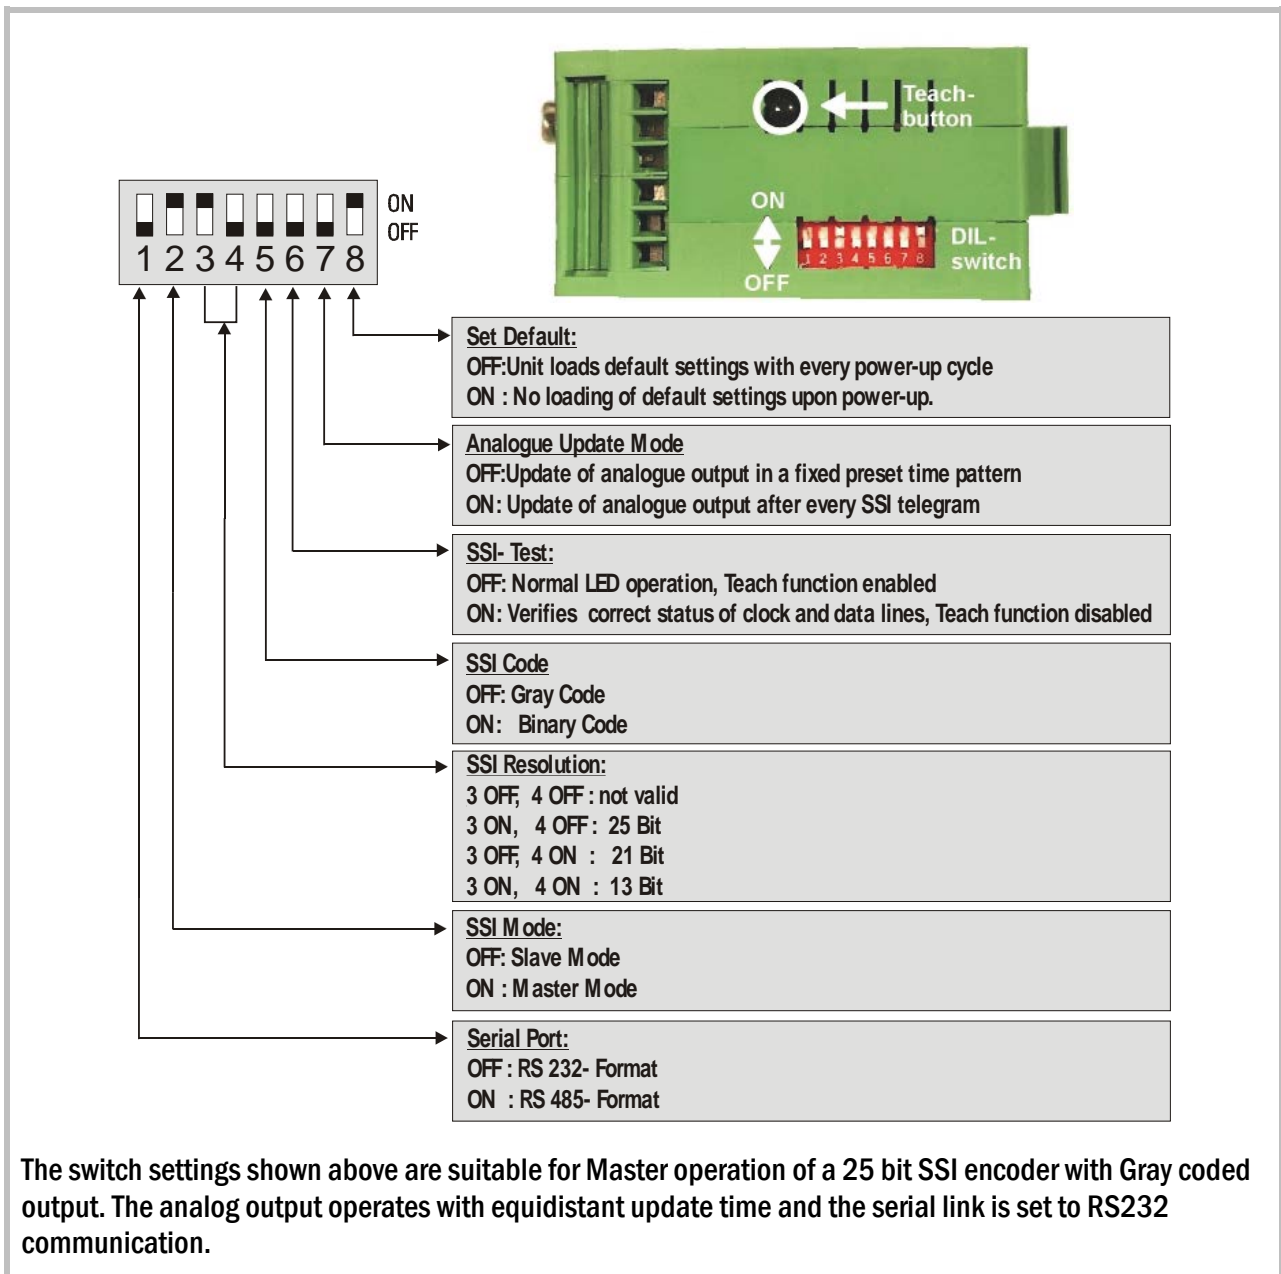 Teach-
button
ON
OFF
DIL-
switch
1 2 3 4 5 6 7 8
ON
OFF
1 2 3 4 5 6 7 8
Set Default:
OFF:Unit loads default settings with every power-up cycle
ON : No loading of default settings upon power-up.
Analogue Update Mode
OFF:Update of analogue output in a fixed preset time pattern
ON: Update of analogue output after every SSI telegram
SSI- Test:
OFF: Normal LED operation, Teach function enabled
ON: Verifies correct status of clock and data lines, Teach function disabled
SSI Code
OFF: Gray Code
ON: Binary Code
SSI Resolution:
3 OFF, 4 OFF : not valid
3 ON, 4 OFF : 25 Bit
3 OFF, 4 ON : 21 Bit
3 ON, 4 ON : 13 Bit
SSI Mode:
OFF: Slave Mode
ON : Master Mode
Serial Port:
OFF : RS 232- Format
ON : RS 485- Format
The switch settings shown above are suitable for Master operation of a 25 bit SSI encoder with Gray coded
output. The analog output operates with equidistant update time and the serial link is set to RS232
communication.